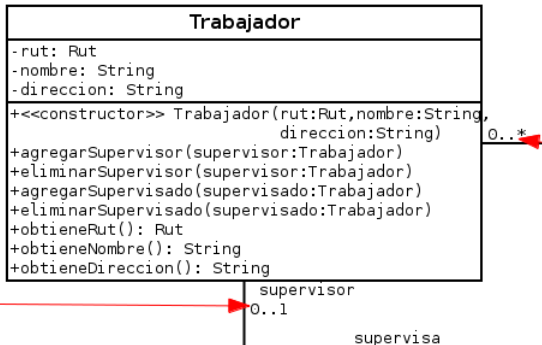 Trabajador
-rut: Rut
-nombre: String
-direccion: String
+<<constructor>> Trabajador(rut:Rut,nombre:String,
direccion:String)
0..*
+agregarSupervisor(supervisor:Trabajador)
+eliminarSupervisor(supervisor:Trabajador)
+agregarSupervisado(supervisado:Trabajador)
+eliminarSupervisado(supervisado:Trabajador)
+obtieneRut(): Rut
+obtieneNombre(): String
+obtieneDireccion(): String
supervisor
0..1
supervisa